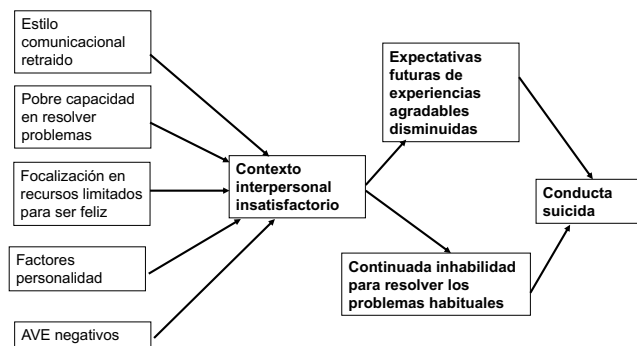 Estilo
comunicacional
retraido
Pobre capacidad
en resolver
problemas
Focalización en
recursos limitados
para ser feliz
Factores
personalidad
AVE negativos
Contexto
interpersonal
insatisfactorio
Expectativas
futuras de
experiencias
agradables
disminuidas
Continuada inhabilidad
para resolver los
problemas habituales
Conducta
suicida